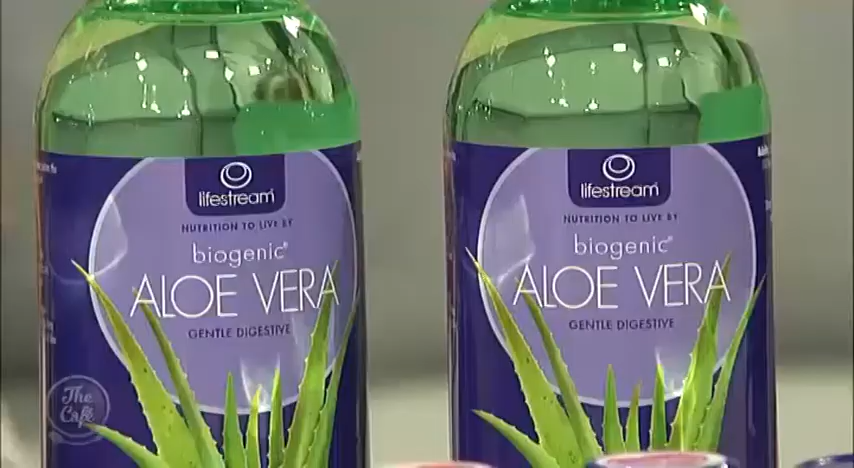 lifestream
NUTRITION TO LIVE BY
biogenic®
ALOE VERA
GENTLE DIGESTIVE
lifestream
NUTRITION TO LIVE BY
biogenic®
ALOE VERA
GENTLE DIGESTIVE
The
Café